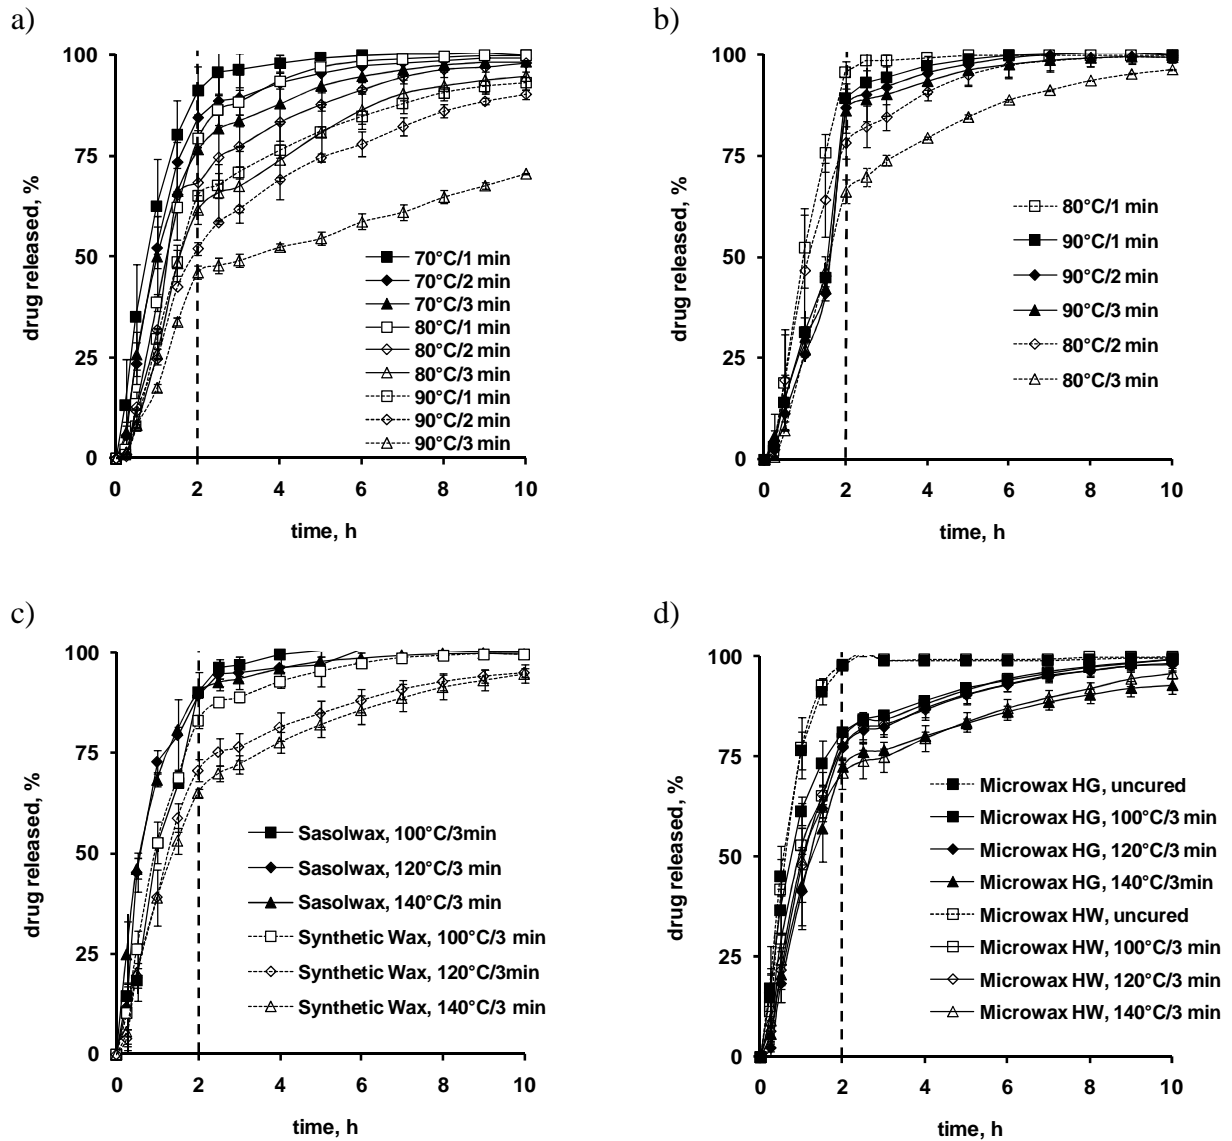 a)
drug released, %
100
75
50
25
0
70°C/1 min
70°C/2 min
70°C/3 min
80°C/1 min
80°C/2 min
80°C/3 min
90°C/1 min
90°C/2 min
90°C/3 min
0 2 4 6 8 10
time, h
b)
drug released, %
100
75
50
25
0
80°C/1 min
90°C/1 min
90°C/2 min
90°C/3 min
80°C/2 min
80°C/3 min
0 2 4 6 8 10
time, h
c)
drug released, %
100
75
50
25
0
Sasolwax, 100°C/3min
Sasolwax, 120°C/3 min
Sasolwax, 140°C/3 min
Synthetic Wax, 100°C/3 min
Synthetic Wax, 120°C/3min
Synthetic Wax, 140°C/3 min
0 2 4 6 8 10
time, h
d)
drug released, %
100
75
50
25
0
Microwax HG, uncured
Microwax HG, 100°C/3 min
Microwax HG, 120°C/3 min
Microwax HG, 140°C/3min
Microwax HW, uncured
Microwax HW, 100°C/3 min
Microwax HW, 120°C/3 min
Microwax HW, 140°C/3 min
0 2 4 6 8 10
time, h